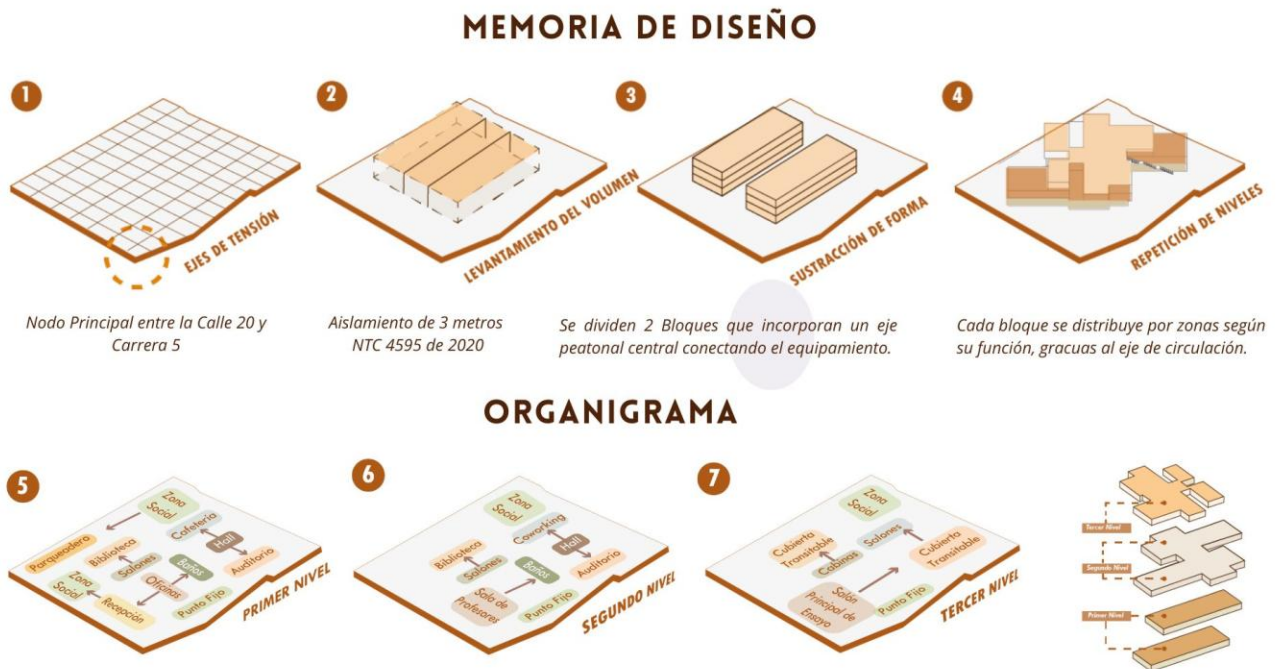 MEMORIA DE DISEÑO
1
EJES DE TENSIÓN
Nodo Principal entre la Calle 20 y
Carrera 5
2
LEVANTAMIENTO DEL VOLUMEN
Aislamiento de 3 metros
NTC 4595 de 2020
3
SUSTRACCIÓN DE FORMA
Se dividen 2 Bloques que incorporan un eje
peatonal central conectando el equipamiento.
4
REPETICIÓN DE NIVELES
Cada bloque se distribuye por zonas según
su función, gracuas al eje de circulación.
ORGANIGRAMA
5
Zona
Social
Parqueadero
Cafetería
Hall
Biblioteca
Salones
Auditorio
Baños
Zona
Social
Oficinas
Recepción
Punto Fijo
PRIMER NIVEL
6
Zona
Social
Coworking
Hall
Biblioteca
Salones
Auditorio
Baños
Sala de
Profesores
Punto Fijo
SEGUNDO NIVEL
7
Zona
Social
Salones
Cubierta
Transitable
Cabinas
Cubierta
Transitable
Salón
Principal de
Ensayo
Punto Fijo
TERCER NIVEL
Tercer Nivel
Segundo Nivel
Primer Nivel